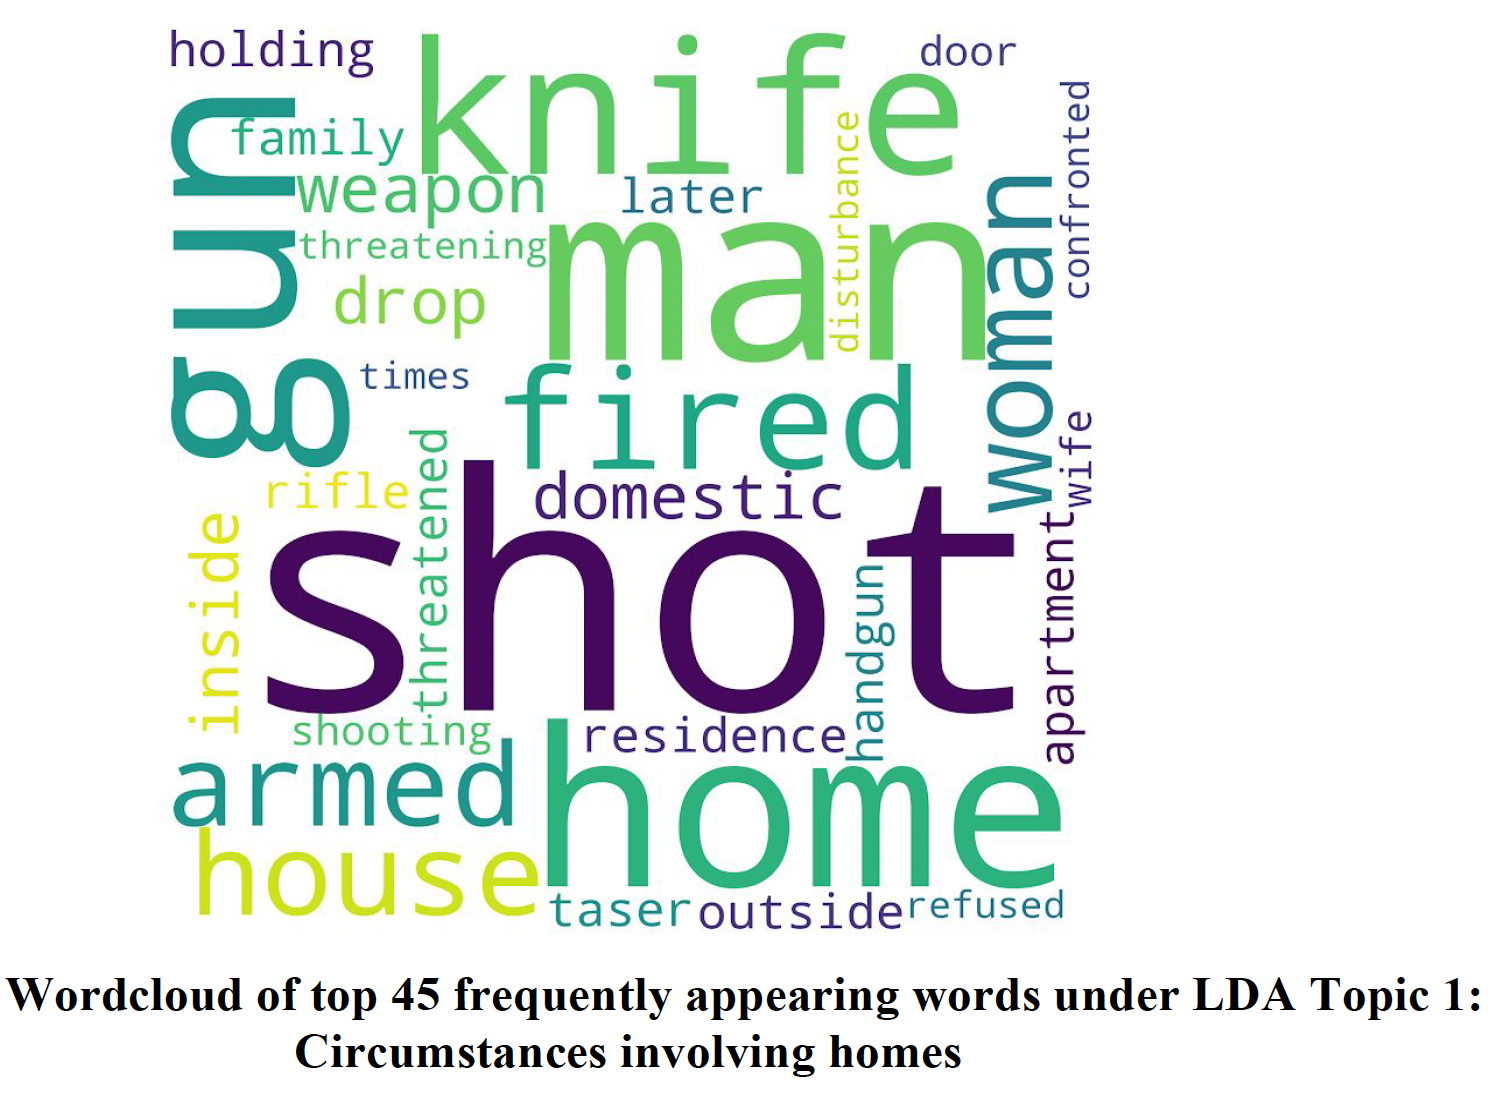 holding
knife
door
gun
family
weapon
later
disturbance
confronted
threatening
man
woman
drop
times
fired
wife
rifle
threatened
domestic
inside
shot
handgun
apartment
shooting
residence
armed
home
house
taser
outside
refused
Wordcloud of top 45 frequently appearing words under LDA Topic 1:
Circumstances involving homes